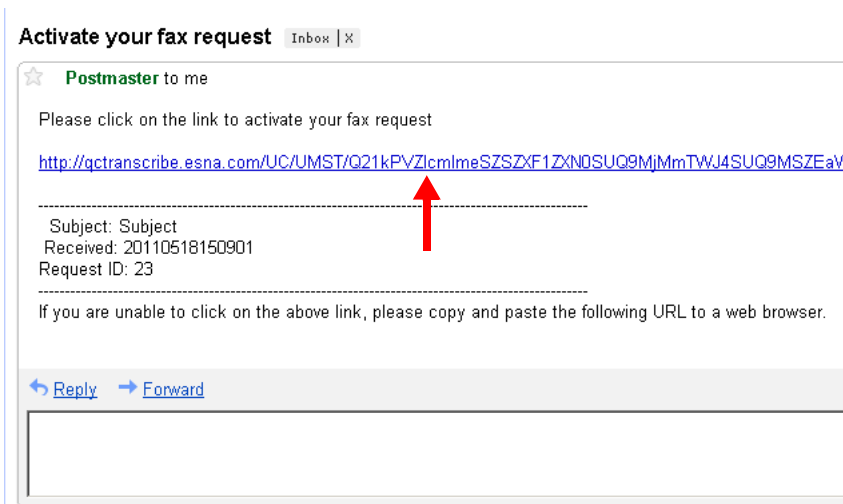 Activate your fax request Inbox | X
Postmaster to me
Please click on the link to activate your fax request
http://qctranscribe.esna.com/UC/UMST/Q21kPVZlcmlmeSZSZXF1ZXN0SUQ9MjMmTWJ4SUQ9MSZEaV
Subject: Subject
Received: 20110518150901
Request ID: 23
If you are unable to click on the above link, please copy and paste the following URL to a web browser.
Reply Forward